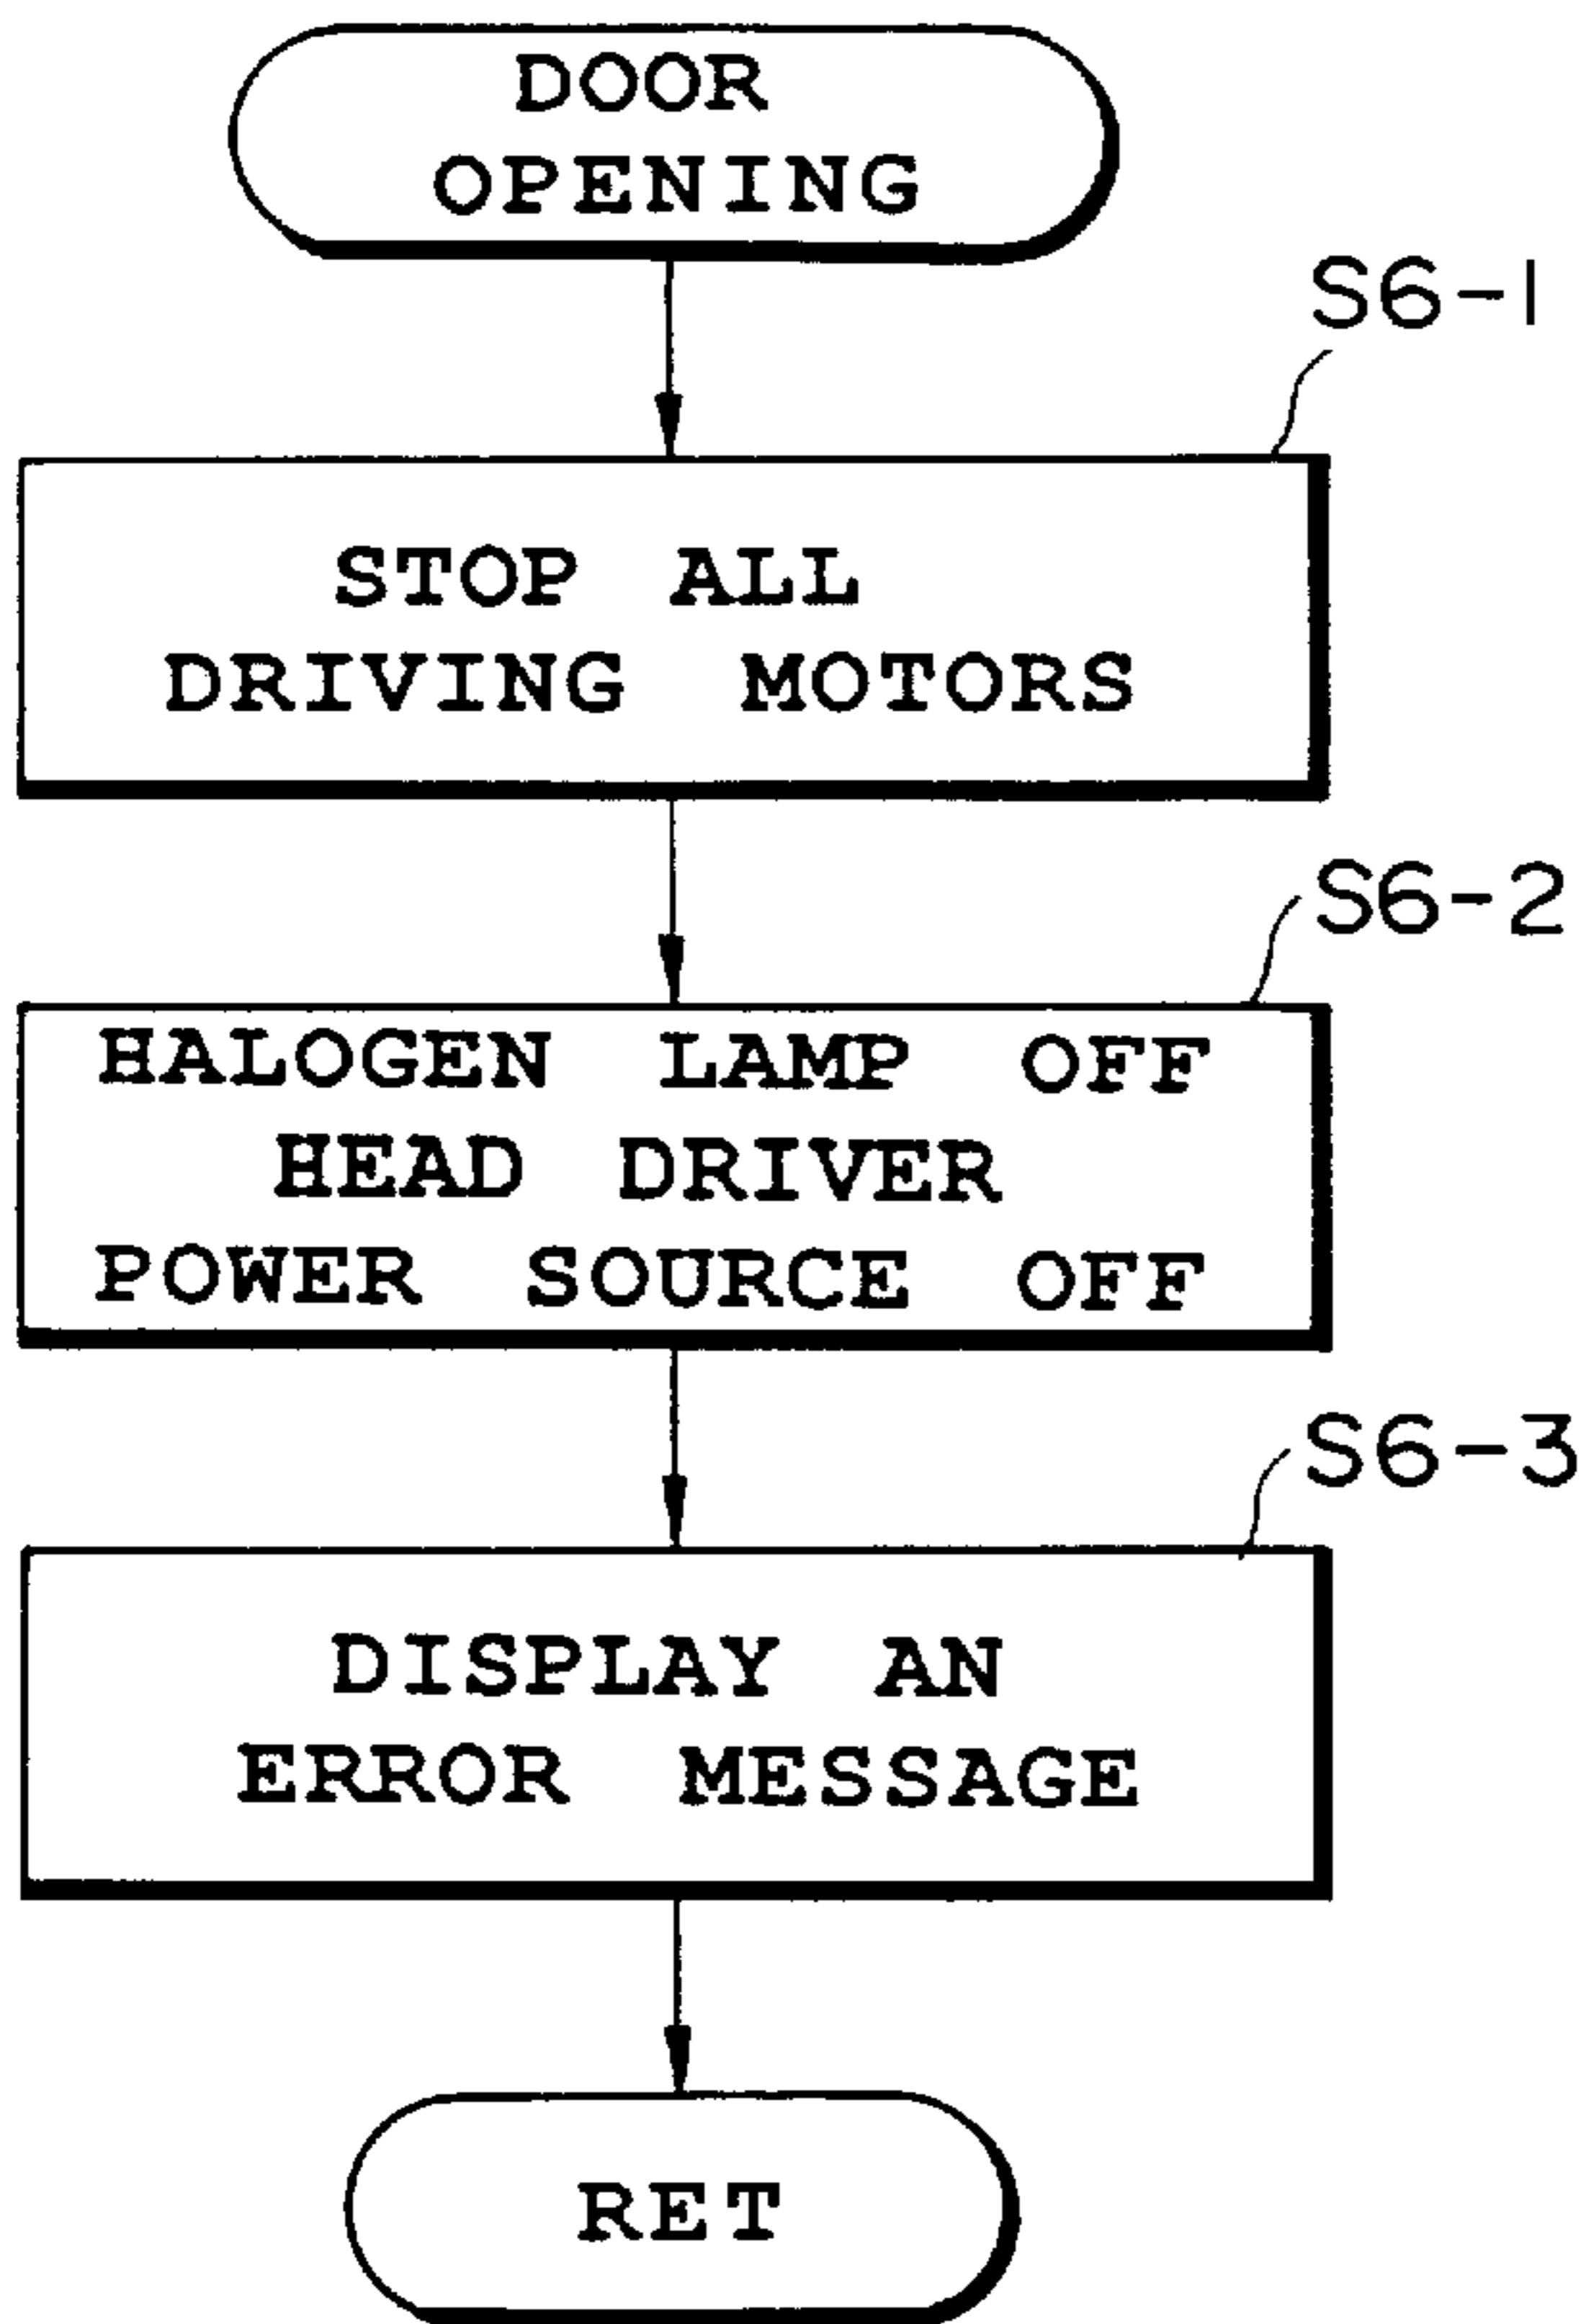 DOOR
OPENING
S6-1
STOP ALL
DRIVING MOTORS
S6-2
HALOGEN LAMP OFF
HEAD DRIVER
POWER SOURCE OFF
S6-3
DISPLAY AN
ERROR MESSAGE
RET